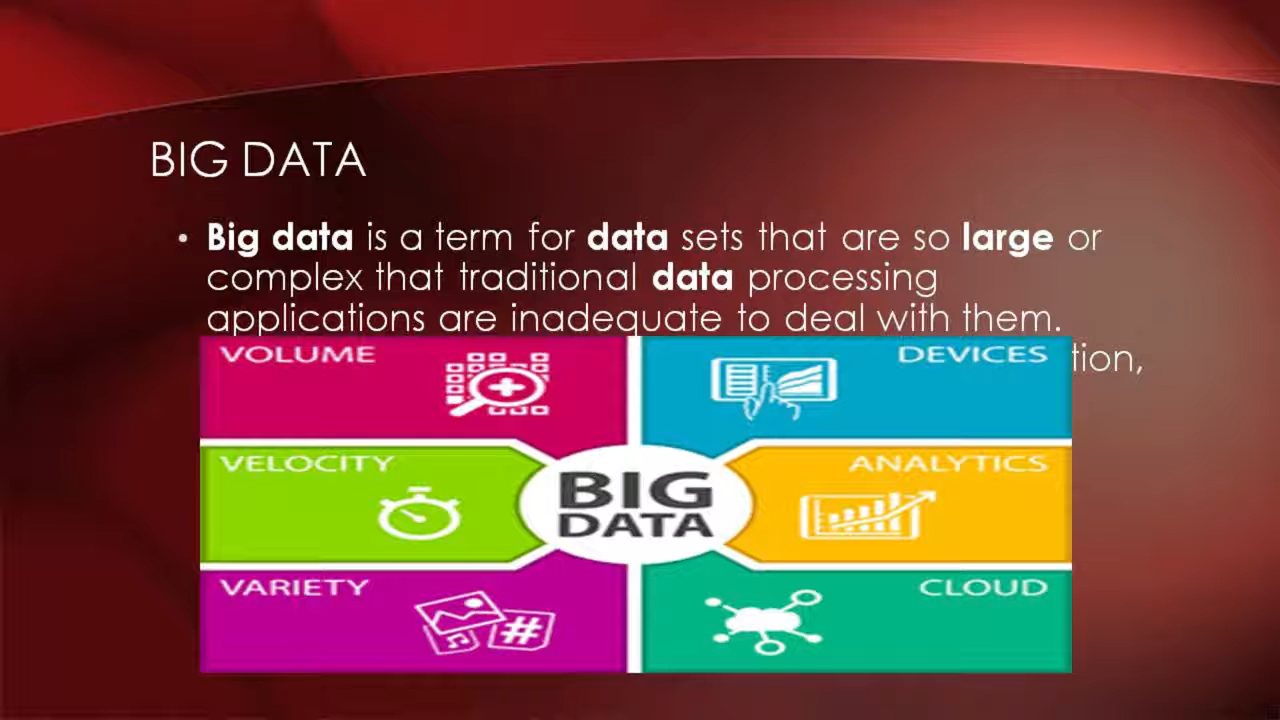 BIG DATA
• Big data is a term for data sets that are so large or
complex that traditional data processing
applications are inadequate to deal with them.
VOLUME
DEVICES
VELOCITY
ANALYTICS
BIG
DATA
VARIETY
CLOUD
#